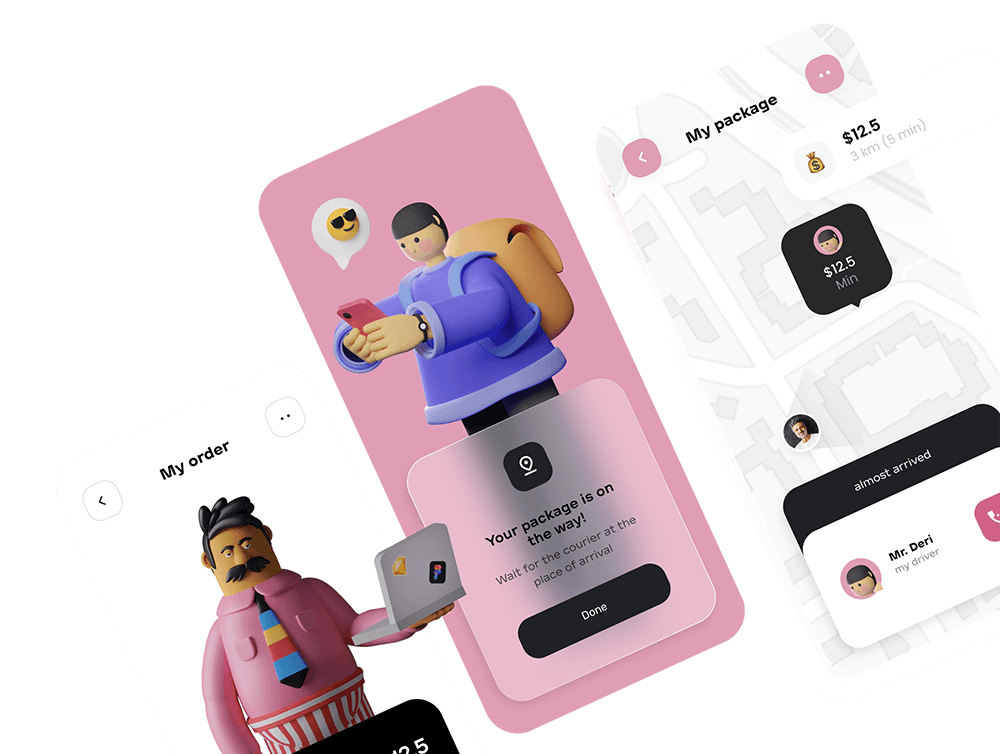 My order
12.5
Your package is on
the way!
Wait for the courier at the
place of arrival
Done
My package
$12.5
3 km (5 min)
$12.5
Min
almost arrived
Mr. Deri
my driver